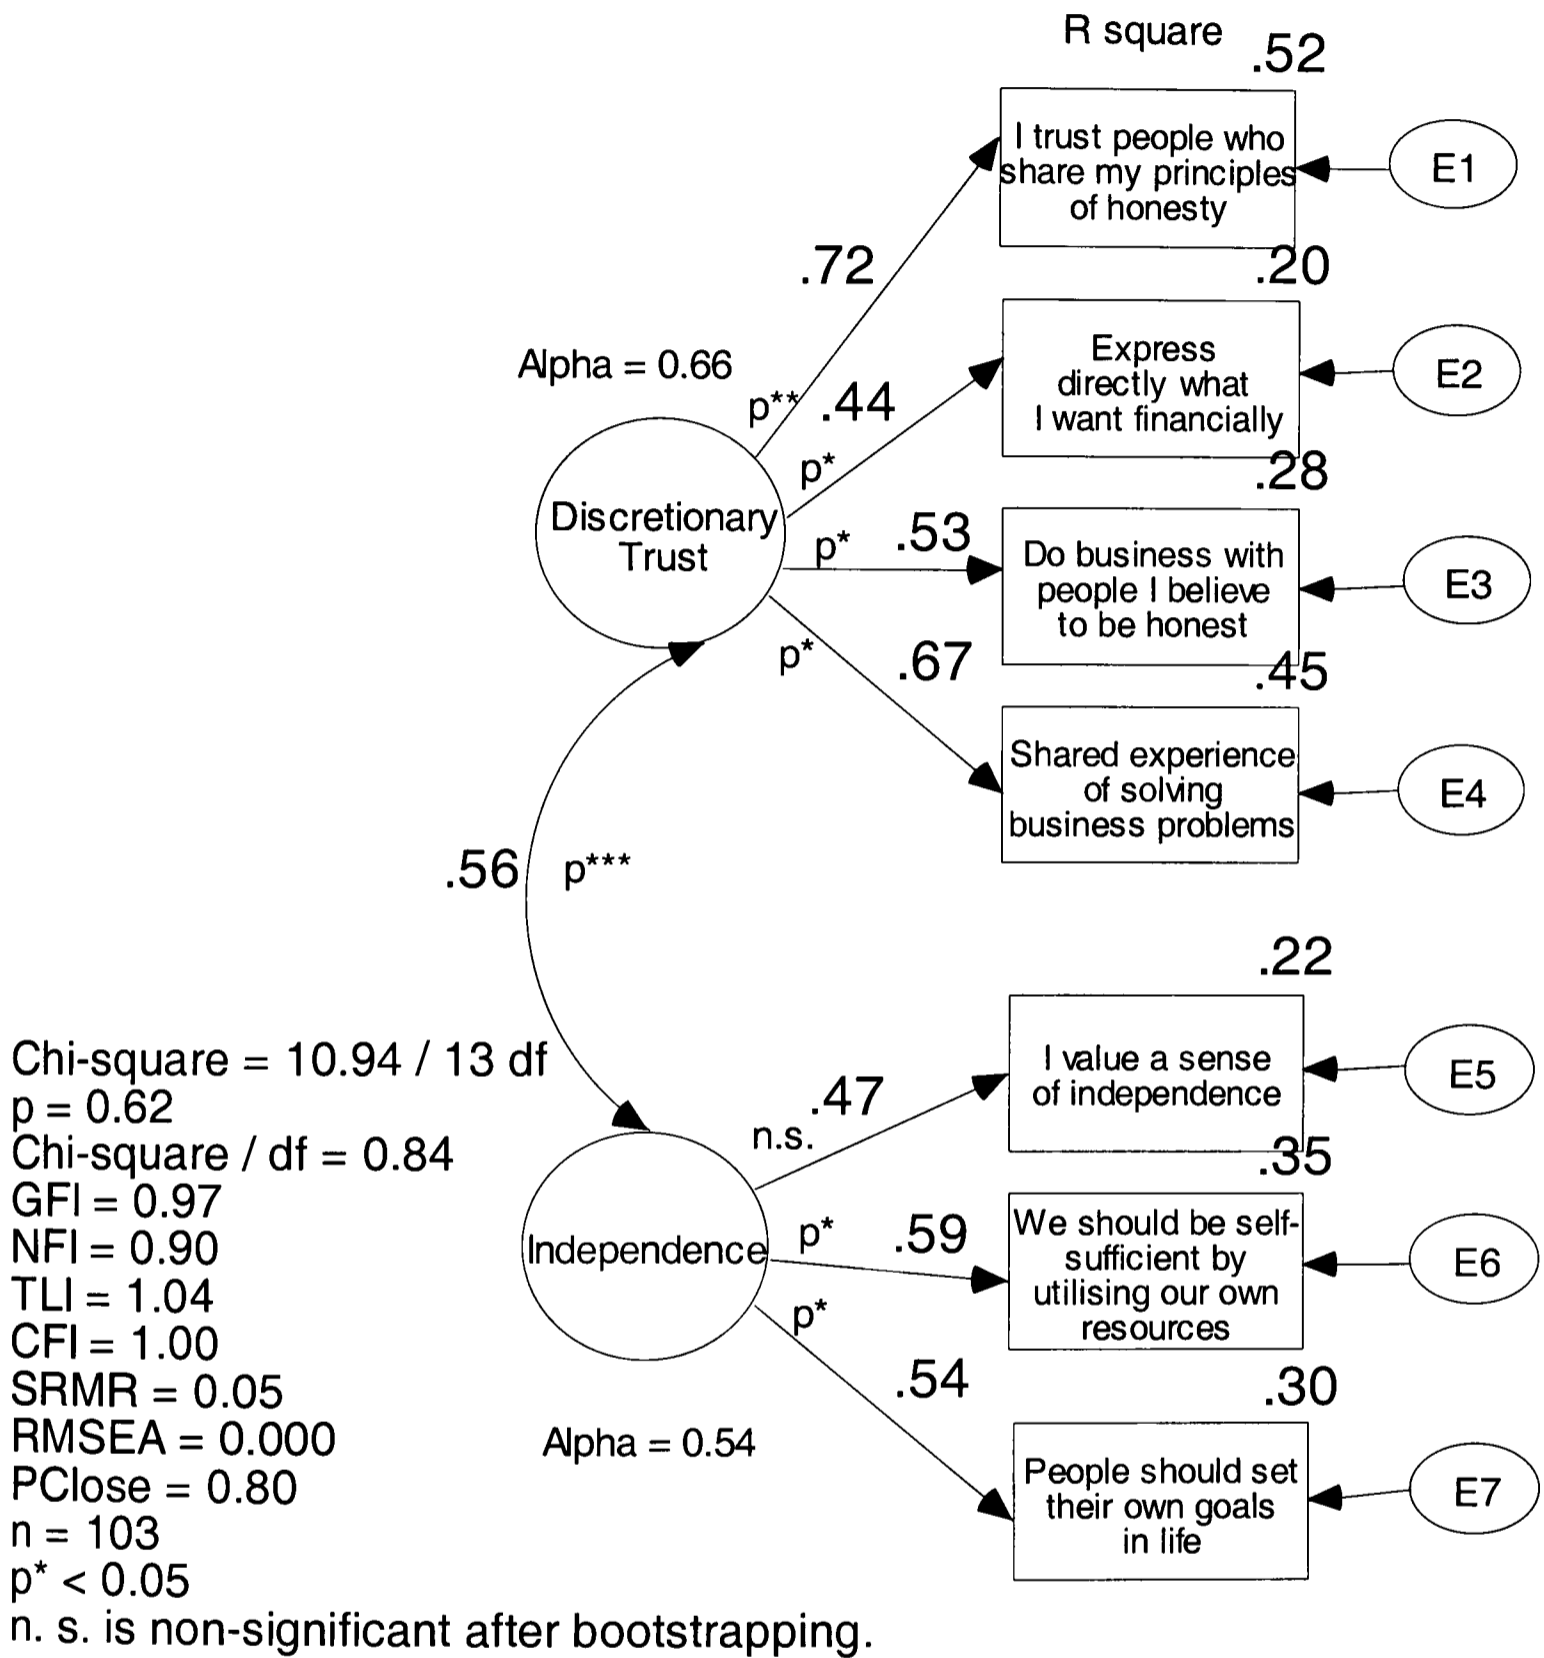 R square
.52
I trust people who
share my principles
of honesty
E1
.72
.20
Alpha = 0.66
p**
.44
Express
directly what
I want financially
E2
p*
.28
Discretionary
Trust
p*
.53
Do business with
people I believe
to be honest
E3
p*
.67
.45
Shared experience
of solving
business problems
E4
.56
p***
.22
I value a sense
of independence
E5
.47
n.s.
.35
Independence
p*
.59
We should be self-
sufficient by
utilising our own
resources
E6
p*
.54
.30
Alpha = 0.54
People should set
their own goals
in life
E7
Chi-square = 10.94 / 13 df
p = 0.62
Chi-square / df = 0.84
GFI = 0.97
NFI = 0.90
TLI = 1.04
CFI = 1.00
SRMR = 0.05
RMSEA = 0.000
PClose = 0.80
n = 103
p* < 0.05
n. s. is non-significant after bootstrapping.